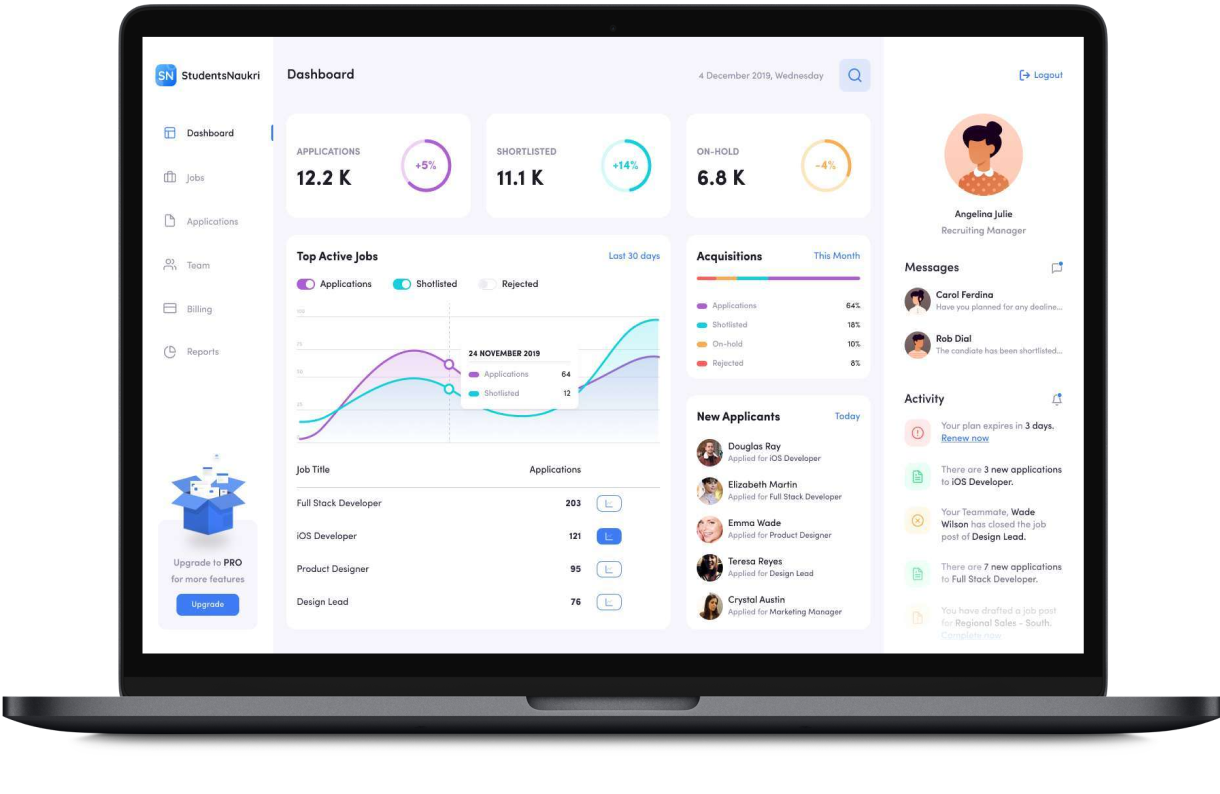 SN StudentsNaukri
Dashboard
Jobs
Applications
Team
Billing
Reports
Upgrade to PRO
for more features
Upgrade
Dashboard
4 December 2019, Wednesday
APPLICATIONS
12.2 K
+5%
SHORTLISTED
11.1 K
+14%
ON-HOLD
6.8 K
-4%
Top Active Jobs
Last 30 days
Applications
Shotlisted
Rejected
100
75
50
25
24 NOVEMBER 2019
Applications 64
Shotlisted 12
Job Title Applications
Full Stack Developer 203
iOS Developer 121
Product Designer 95
Design Lead 76
Acquisitions
This Month
Applications 64%
Shotlisted 18%
On-hold 10%
Rejected 8%
New Applicants
Today
Douglas Ray
Applied for iOS Developer
Elizabeth Martin
Applied for Full Stack Developer
Emma Wade
Applied for Product Designer
Teresa Reyes
Applied for Design Lead
Crystal Austin
Applied for Marketing Manager
Logout
Angelina Julie
Recruiting Manager
Messages
Carol Ferdina
Have you planned for any dealine...
Rob Dial
The candiate has been shortlisted...
Activity
Your plan expires in 3 days.
Renew now
There are 3 new applications
to iOS Developer.
Your Teammate, Wade
Wilson has closed the job
post of Design Lead.
There are 7 new applications
to Full Stack Developer.
You have drafted a job post
for Regional Sales - South.
Complete now